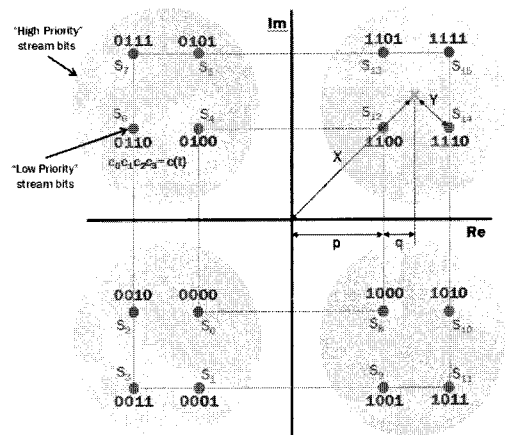 Im
"High Priority"
stream bits
0111 0101 1101 1111
S7 S5 S13 S15
S6 S4 S12 Y S14
0110 0100 1100 1110
"Low Priority"
stream bits
c0c1c2c3=c(t)
X
Re
p q
0010 0000 1000 1010
S2 S0 S8 S10
S3 S1 S9 S11
0011 0001 1001 1011